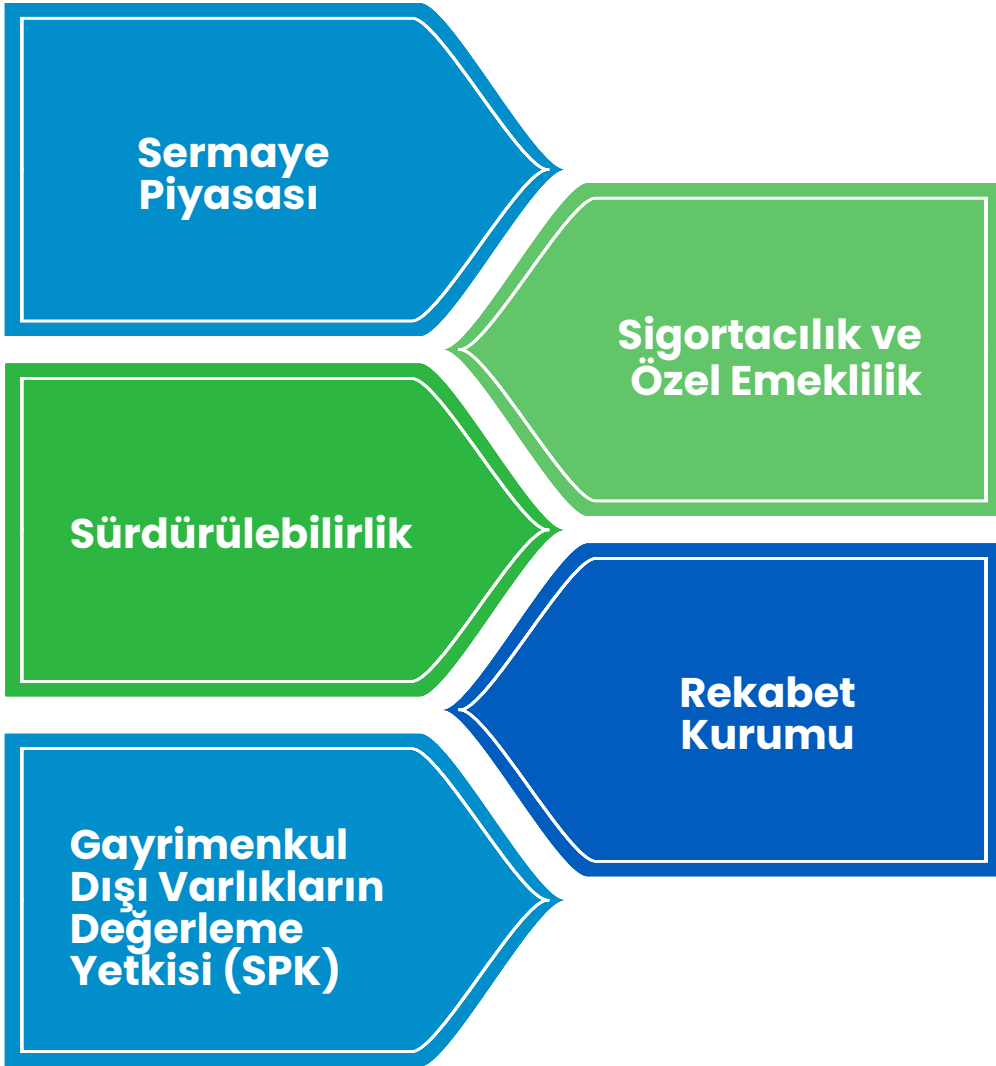 Sermaye
Piyasası
Sigortacılık ve
Özel Emeklilik
Sürdürülebilirlik
Rekabet
Kurumu
Gayrimenkul
Dışı Varlıkların
Değerleme
Yetkisi (SPK)